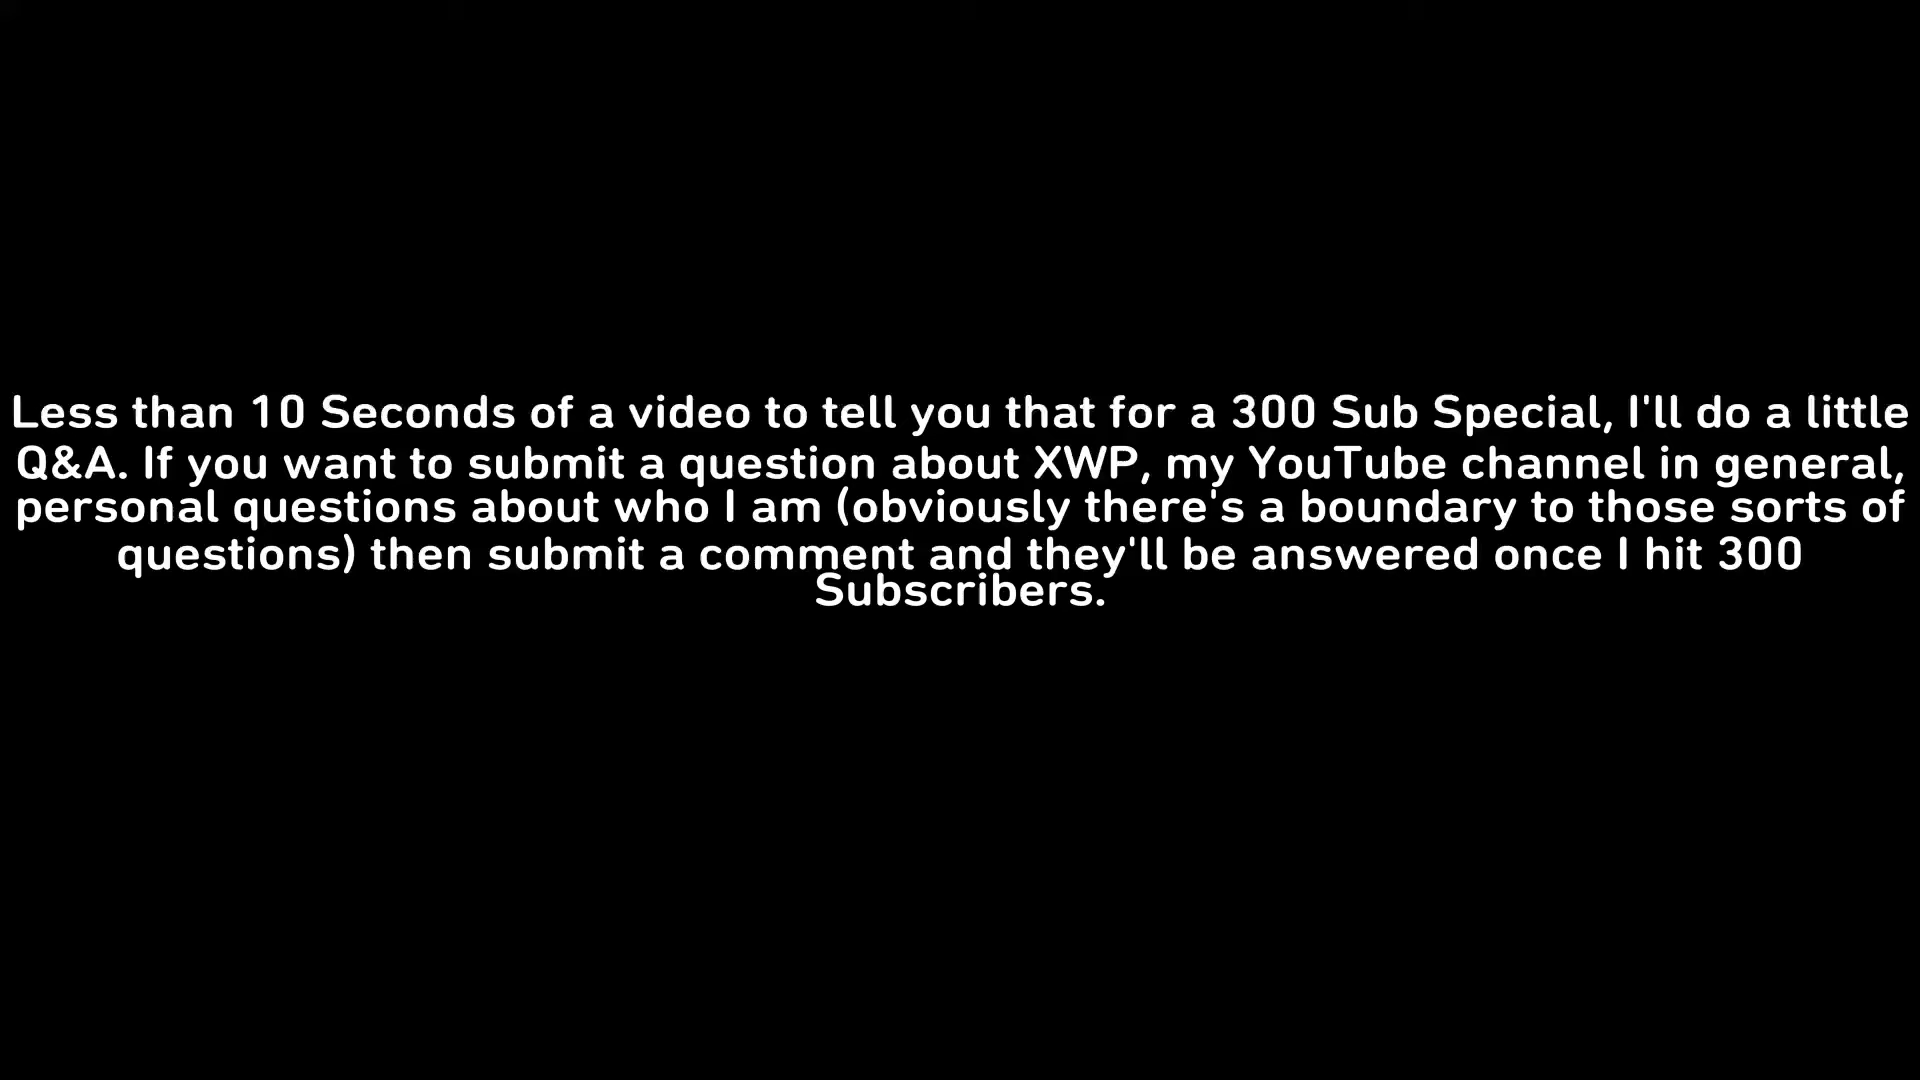 Less than 10 Seconds of a video to tell you that for a 300 Sub Special, I'll do a little
Q&A. If you want to submit a question about XWP, my YouTube channel in general,
personal questions about who I am (obviously there's a boundary to those sorts of
questions) then submit a comment and they'll be answered once I hit 300
Subscribers.